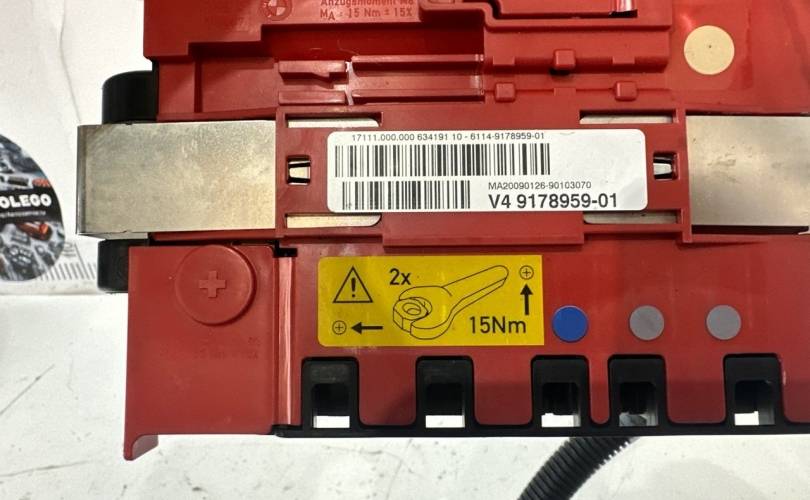 Anzugsmoment M8
MA = 15 Nm ± 15%
17111.000.000 634191 10 - 6114-9178959-01
MA20090126-90103070
V4 9178959-01
OLEGO
2x
15Nm